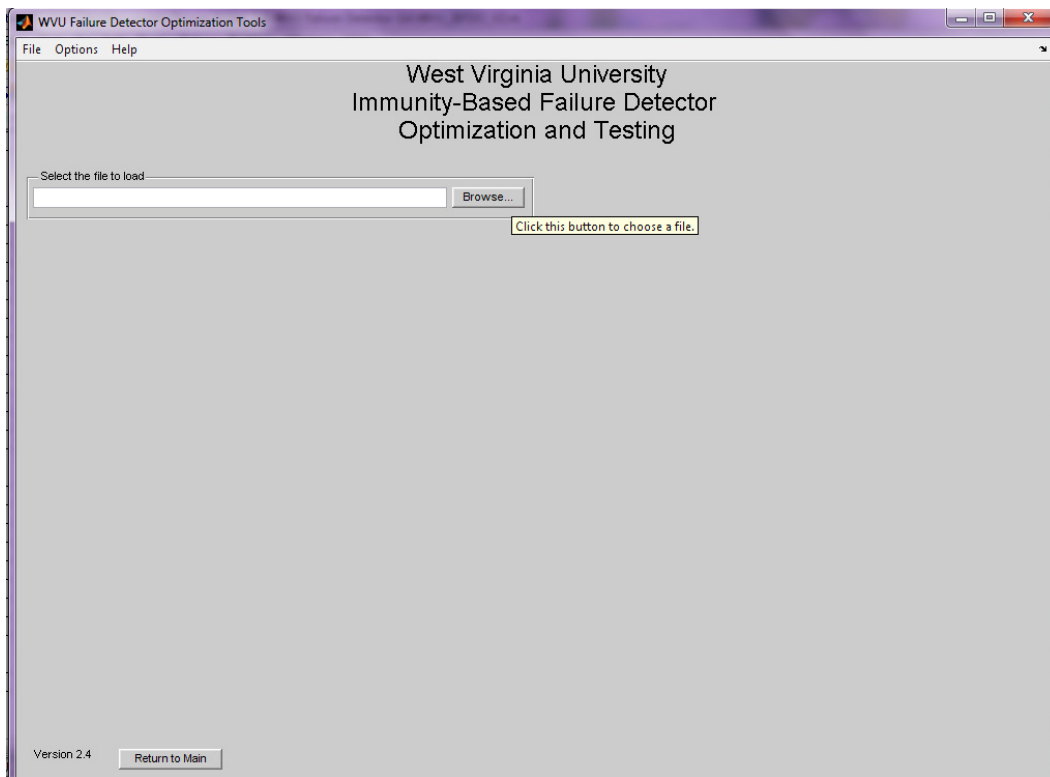 WVU Failure Detector Optimization Tools
File Options Help
West Virginia University
Immunity-Based Failure Detector
Optimization and Testing
Select the file to load
Browse...
Click this button to choose a file.
Version 2.4
Return to Main